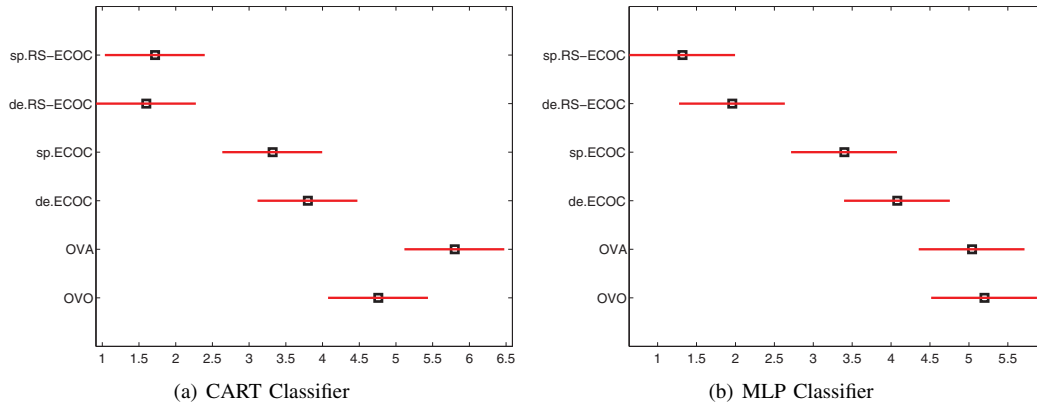 sp.RS-ECOC
de.RS-ECOC
sp.ECOC
de.ECOC
OVA
OVO
1 1.5 2 2.5 3 3.5 4 4.5 5 5.5 6 6.5
(a) CART Classifier
sp.RS-ECOC
de.RS-ECOC
sp.ECOC
de.ECOC
OVA
OVO
1 1.5 2 2.5 3 3.5 4 4.5 5 5.5
(b) MLP Classifier